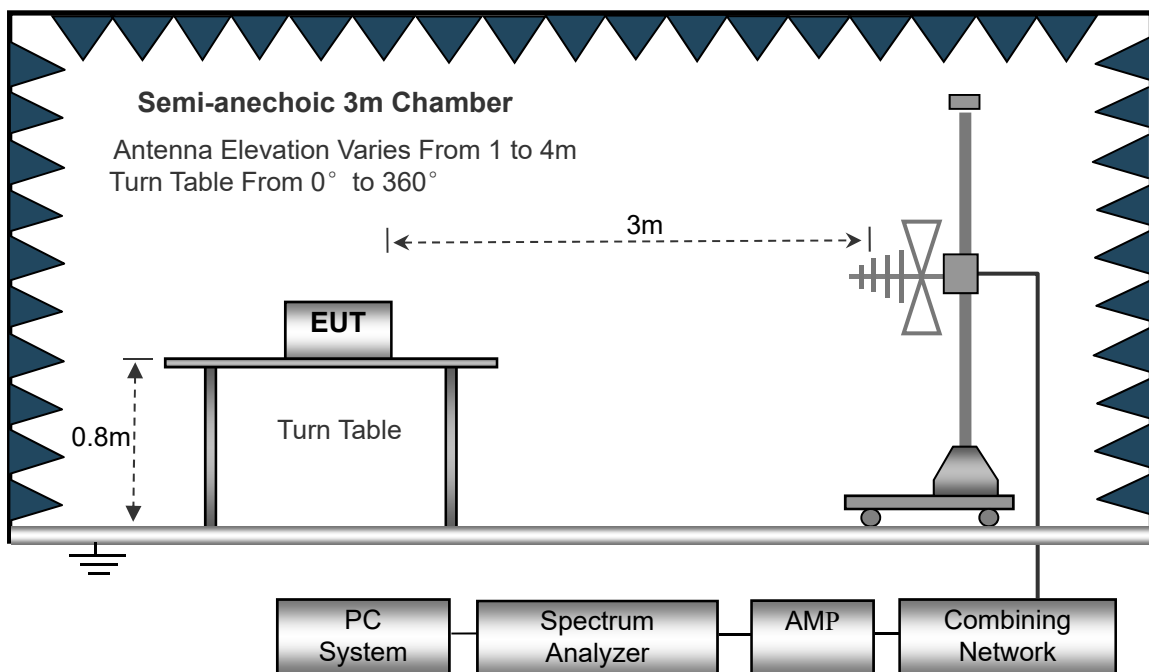 Semi-anechoic 3m Chamber
Antenna Elevation Varies From 1 to 4m
Turn Table From 0° to 360°
3m
EUT
0.8m
Turn Table
PC
System
Spectrum
Analyzer
AMP
Combining
Network